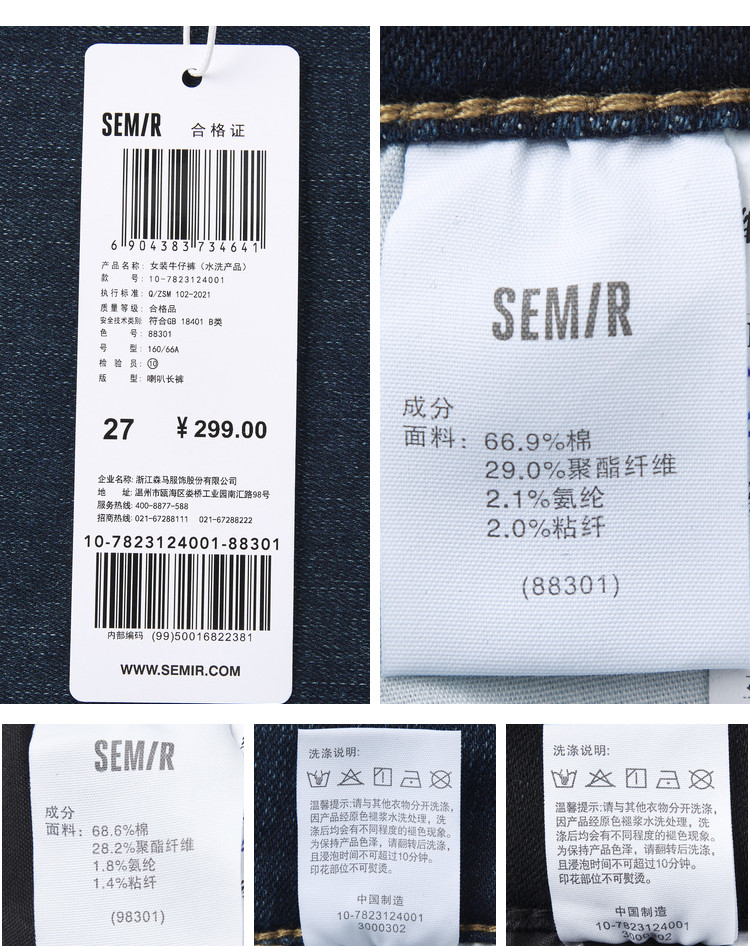 SEM/R 合格证
6 904383 734641
产品名称: 女装牛仔裤（水洗产品）
款 号: 10-7823124001
执行标准: Q/ZSM 102-2021
质量等级: 合格品
安全技术类别: 符合GB 18401 B类
色 号: 88301
号 型: 160/66A
检 验 员: ⑩
版 型: 喇叭长裤
27 ¥299.00
企业名称: 浙江森马服饰股份有限公司
地 址: 温州市瓯海区娄桥工业园南汇路98号
服务热线: 400-8877-588
招商热线: 021-67288111 021-67288222
10-7823124001-88301
内部编码 (99)50016822381
WWW.SEMIR.COM
SEM/R
成分
面料: 66.9%棉
29.0%聚酯纤维
2.1%氨纶
2.0%粘纤
(88301)
SEM/R
成分
面料: 68.6%棉
28.2%聚酯纤维
1.8%氨纶
1.4%粘纤
(98301)
洗涤说明:
温馨提示:请与其他衣物分开洗涤,
因产品经原色褪浆水洗处理，洗
涤后均会有不同程度的褪色现象。
为保持产品色泽，请翻转后洗涤,
且浸泡时间不可超过10分钟。
印花部位不可熨烫。
中国制造
10-7823124001
3000302
洗涤说明:
温馨提示:请与其他衣物分开洗涤,
因产品经原色褪浆水洗处理，洗
涤后均会有不同程度的褪色现象。
为保持产品色泽，请翻转后洗涤,
且浸泡时间不可超过10分钟。
印花部位不可熨烫。
中国制造
10-7823124001
3000302